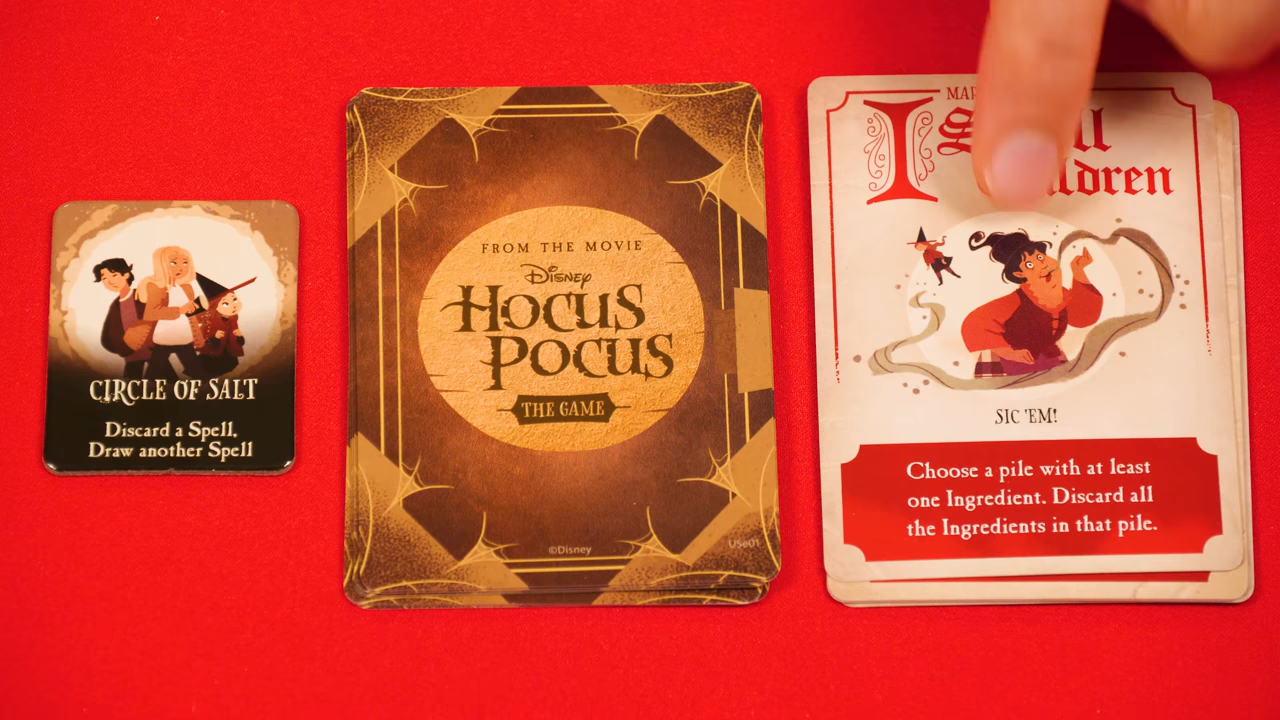 CIRCLE OF SALT
Discard a Spell,
Draw another Spell
FROM THE MOVIE
Disney
HOCUS
POCUS
THE GAME
©Disney
USe01
I
SIC 'EM!
Choose a pile with at least
one Ingredient. Discard all
the Ingredients in that pile.